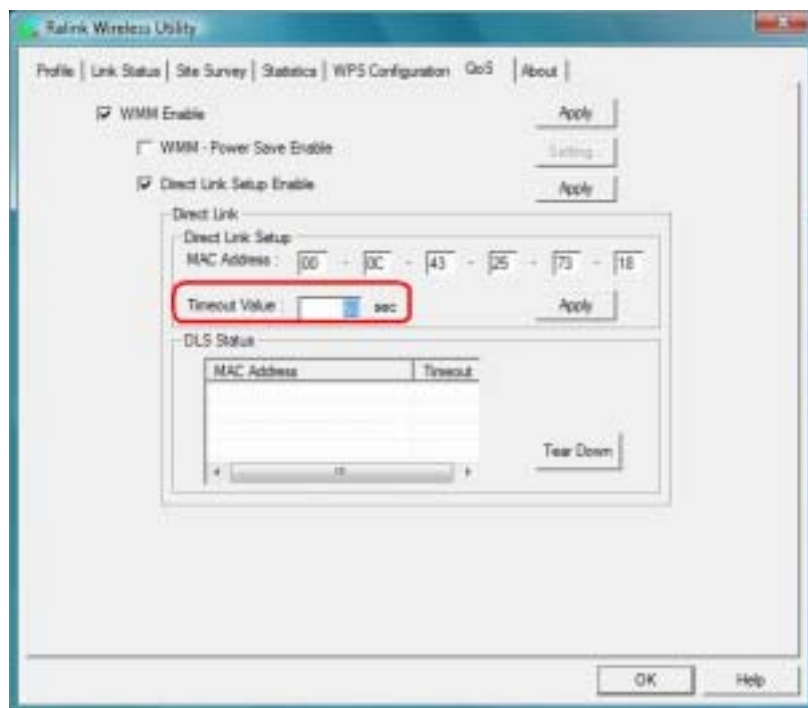 Ralink Wireless Utility
Profile Link Status Site Survey Statistics WPS Configuration QoS About
WMM Enable Apply
WMM - Power Save Enable Setting...
Direct Link Setup Enable Apply
Direct Link
Direct Link Setup
MAC Address : 00 - 0C - 43 - 25 - 73 - 18
Timeout Value : sec Apply
DLS Status
MAC Address Timeout
Tear Down
OK Help